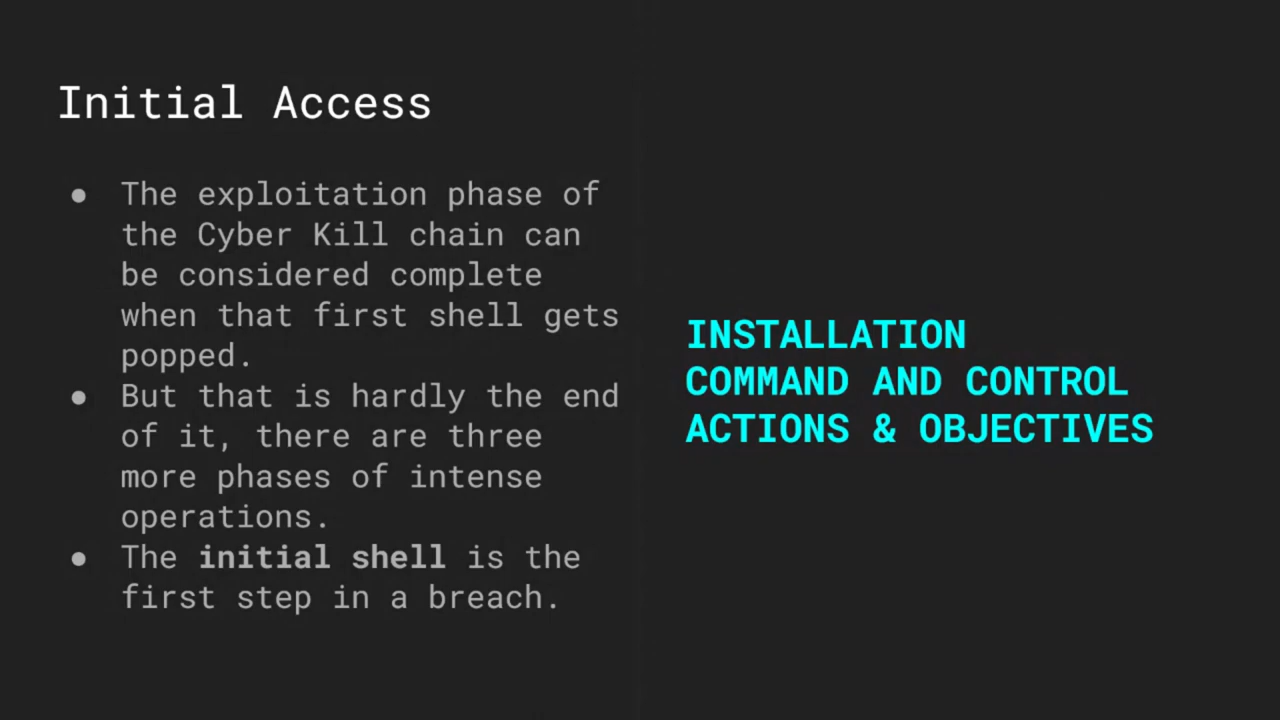 Initial Access
● The exploitation phase of
the Cyber Kill chain can
be considered complete
when that first shell gets
popped.
● But that is hardly the end
of it, there are three
more phases of intense
operations.
● The initial shell is the
first step in a breach.
INSTALLATION
COMMAND AND CONTROL
ACTIONS & OBJECTIVES